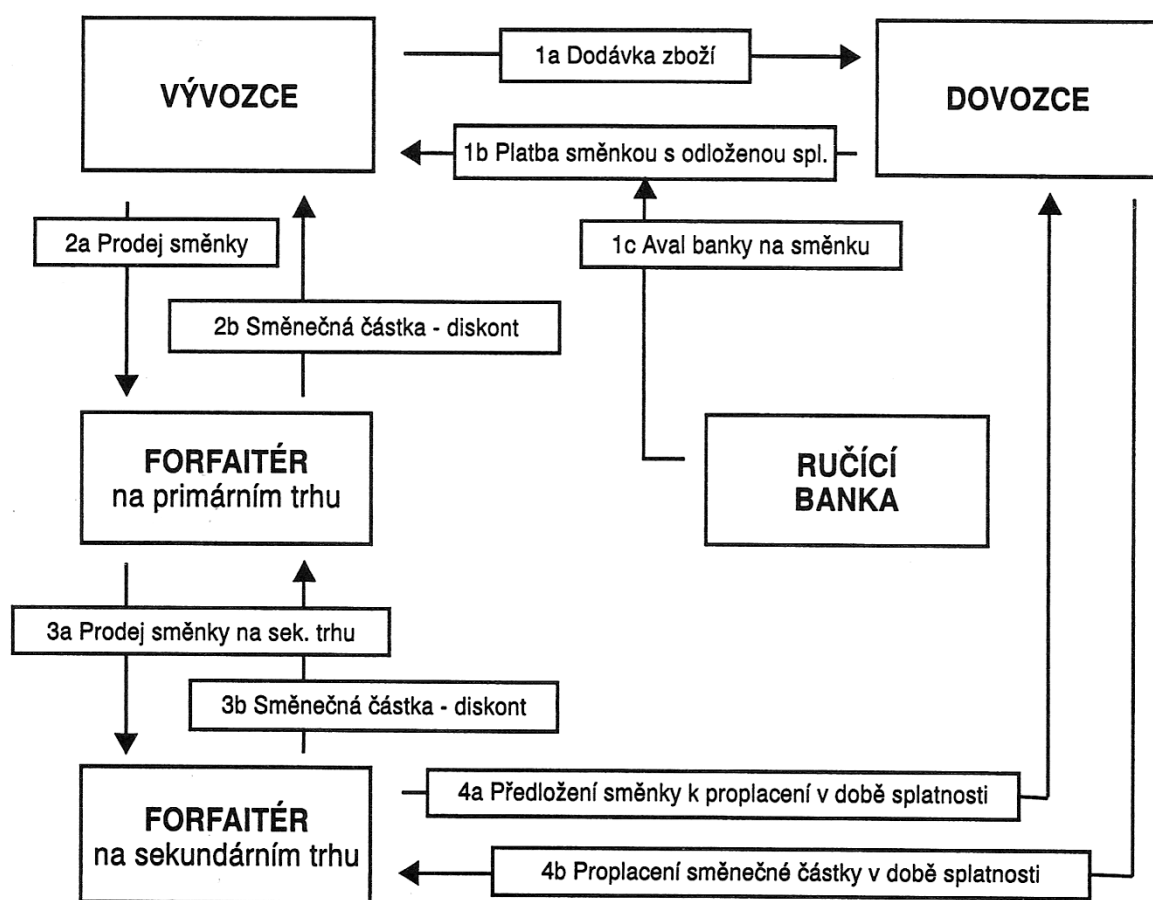 1a Dodávka zboží
VÝVOZCE
DOVOZCE
1b Platba směnkou s odloženou spl.
2a Prodej směnky
1c Aval banky na směnku
2b Směnečná částka - diskont
FORFAITÉR
na primárním trhu
RUČÍCÍ
BANKA
3a Prodej směnky na sek. trhu
3b Směnečná částka - diskont
4a Předložení směnky k proplacení v době splatnosti
FORFAITÉR
na sekundárním trhu
4b Proplacení směnečné částky v době splatnosti